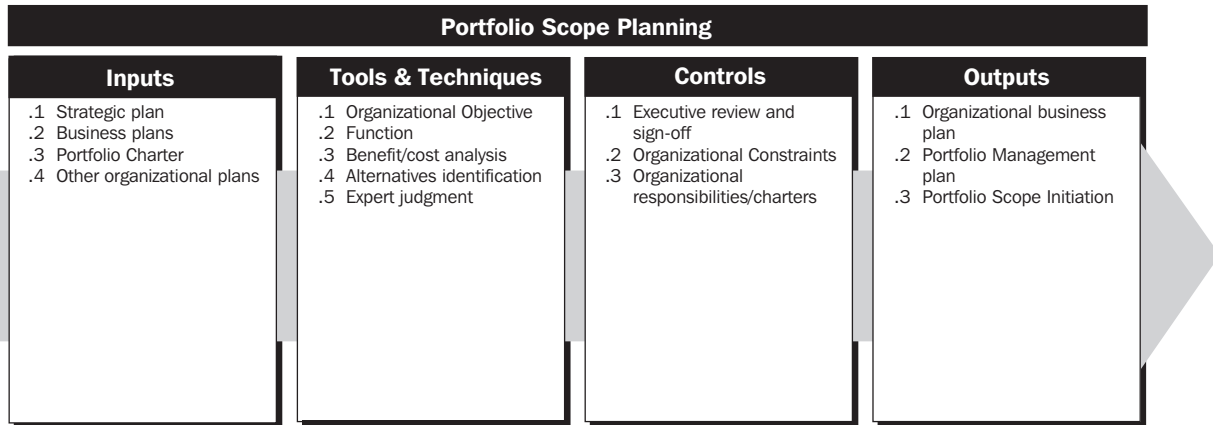 Portfolio Scope Planning
Inputs
.1 Strategic plan
.2 Business plans
.3 Portfolio Charter
.4 Other organizational plans
Tools & Techniques
.1 Organizational Objective
.2 Function
.3 Benefit/cost analysis
.4 Alternatives identification
.5 Expert judgment
Controls
.1 Executive review and
sign-off
.2 Organizational Constraints
.3 Organizational
responsibilities/charters
Outputs
.1 Organizational business
plan
.2 Portfolio Management
plan
.3 Portfolio Scope Initiation